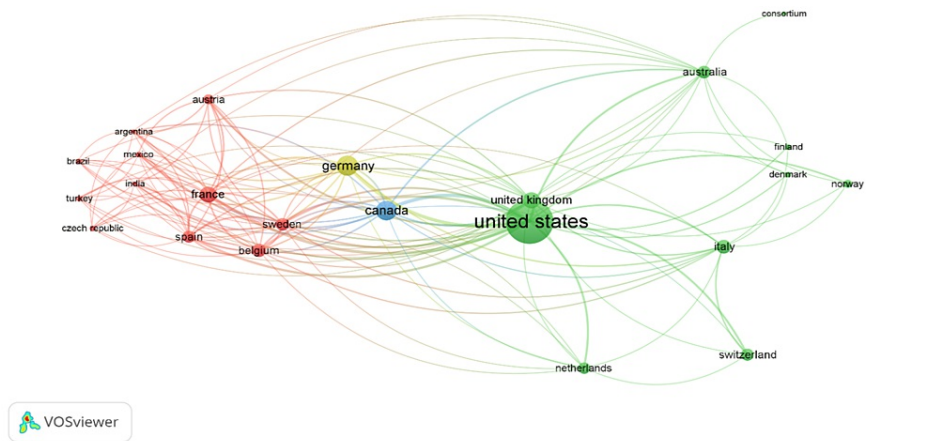 consortium
australia
austria
argentina
mexico
brazil
finland
germany
denmark
india
norway
france
turkey
united kingdom
canada
united states
sweden
czech republic
spain
italy
belgium
switzerland
netherlands
VOSviewer